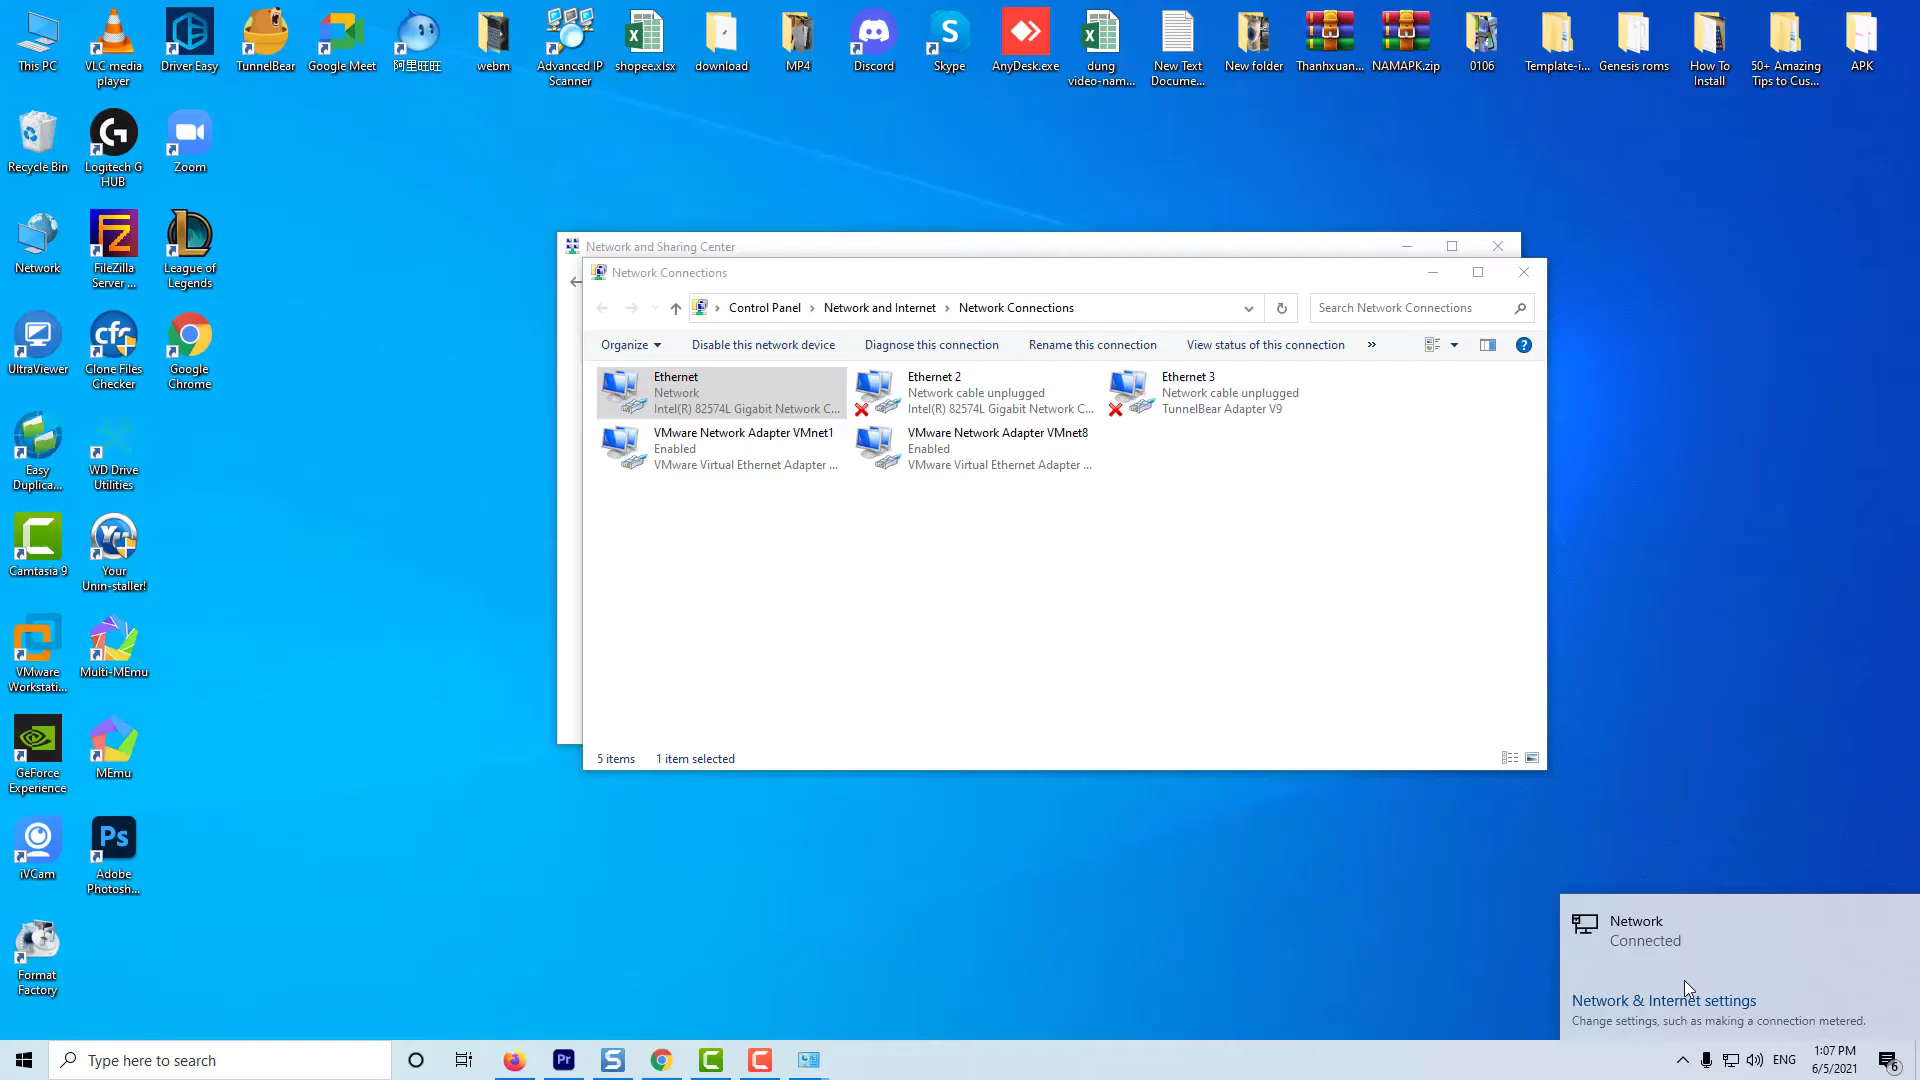 This PC
VLC media
player
Driver Easy
TunnelBear
Google Meet
阿里旺旺
webm
Advanced IP
Scanner
shopee.xlsx
download
MP4
Discord
Skype
AnyDesk.exe
dung
video-nam...
New Text
Docume...
New folder
Thanhxuan...
NAMAPK.zip
0106
Template-i...
Genesis roms
How To
Install
50+ Amazing
Tips to Cus...
APK
Recycle Bin
Logitech G
HUB
Zoom
Network
FileZilla
Server ...
League of
Legends
UltraViewer
Clone Files
Checker
Google
Chrome
Easy
Duplica...
WD Drive
Utilities
Camtasia 9
Your
Unin-staller!
VMware
Workstati...
Multi-MEmu
GeForce
Experience
MEmu
iVCam
Adobe
Photosh...
Format
Factory
Network and Sharing Center
Network Connections
Control Panel > Network and Internet > Network Connections
Search Network Connections
Organize
Disable this network device
Diagnose this connection
Rename this connection
View status of this connection
»
Ethernet
Network
Intel(R) 82574L Gigabit Network C...
Ethernet 2
Network cable unplugged
Intel(R) 82574L Gigabit Network C...
Ethernet 3
Network cable unplugged
TunnelBear Adapter V9
VMware Network Adapter VMnet1
Enabled
VMware Virtual Ethernet Adapter ...
VMware Network Adapter VMnet8
Enabled
VMware Virtual Ethernet Adapter ...
5 items
1 item selected
Network
Connected
Network & Internet settings
Change settings, such as making a connection metered.
Type here to search
ENG
1:07 PM
6/5/2021
6